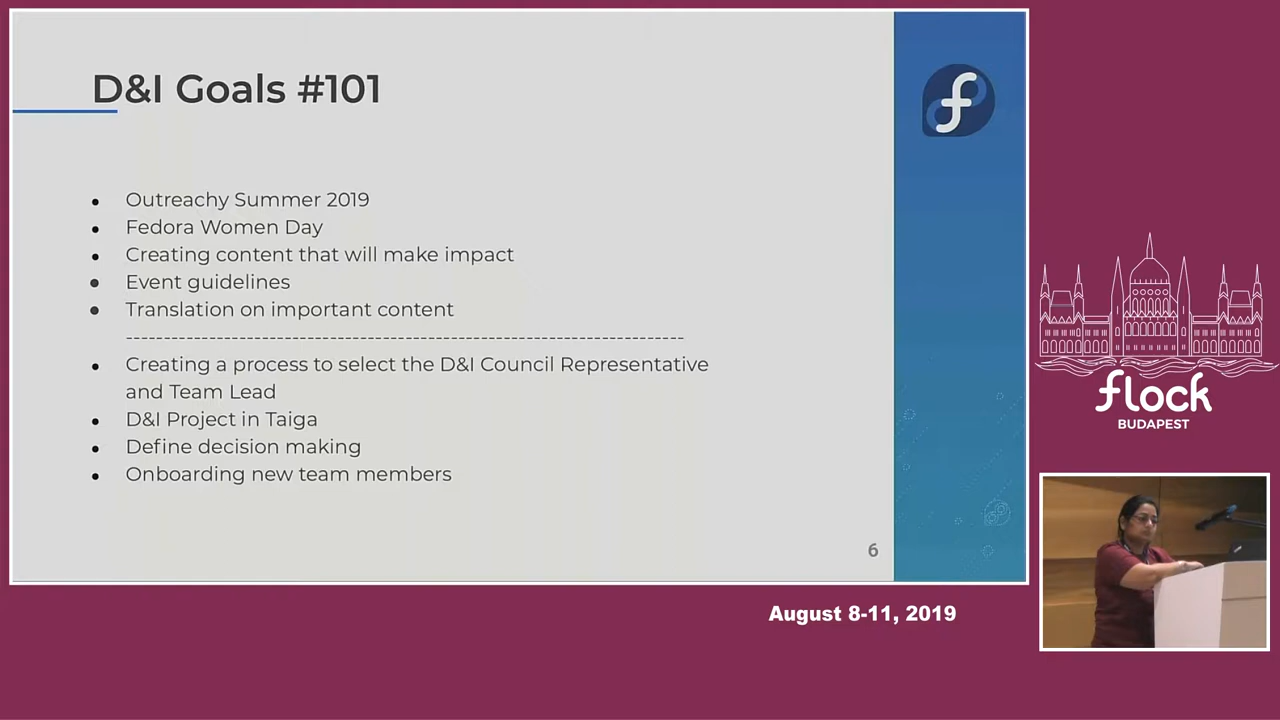 D&I Goals #101
• Outreachy Summer 2019
• Fedora Women Day
• Creating content that will make impact
• Event guidelines
• Translation on important content
--------------------------------------------------------------------------
• Creating a process to select the D&I Council Representative
and Team Lead
• D&I Project in Taiga
• Define decision making
• Onboarding new team members
6
flock
BUDAPEST
August 8-11, 2019